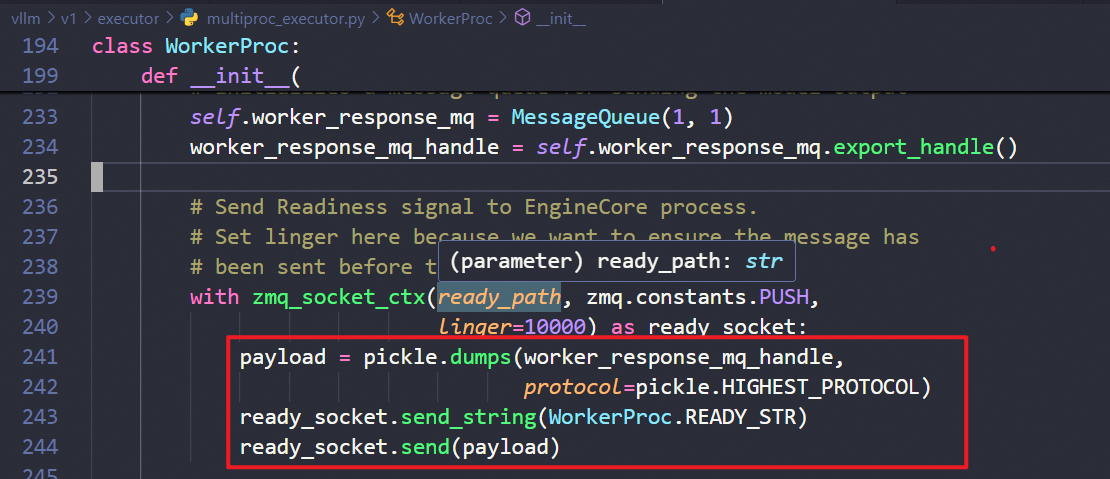 vllm > v1 > executor > multiproc_executor.py > WorkerProc > __init__
194 class WorkerProc:
199 def __init__(
233 self.worker_response_mq = MessageQueue(1, 1)
234 worker_response_mq_handle = self.worker_response_mq.export_handle()
235
236 # Send Readiness signal to EngineCore process.
237 # Set linger here because we want to ensure the message has
238 # been sent before t
(parameter) ready_path: str
239 with zmq_socket_ctx(ready_path, zmq.constants.PUSH,
240 linger=10000) as ready_socket:
241 payload = pickle.dumps(worker_response_mq_handle,
242 protocol=pickle.HIGHEST_PROTOCOL)
243 ready_socket.send_string(WorkerProc.READY_STR)
244 ready_socket.send(payload)
245